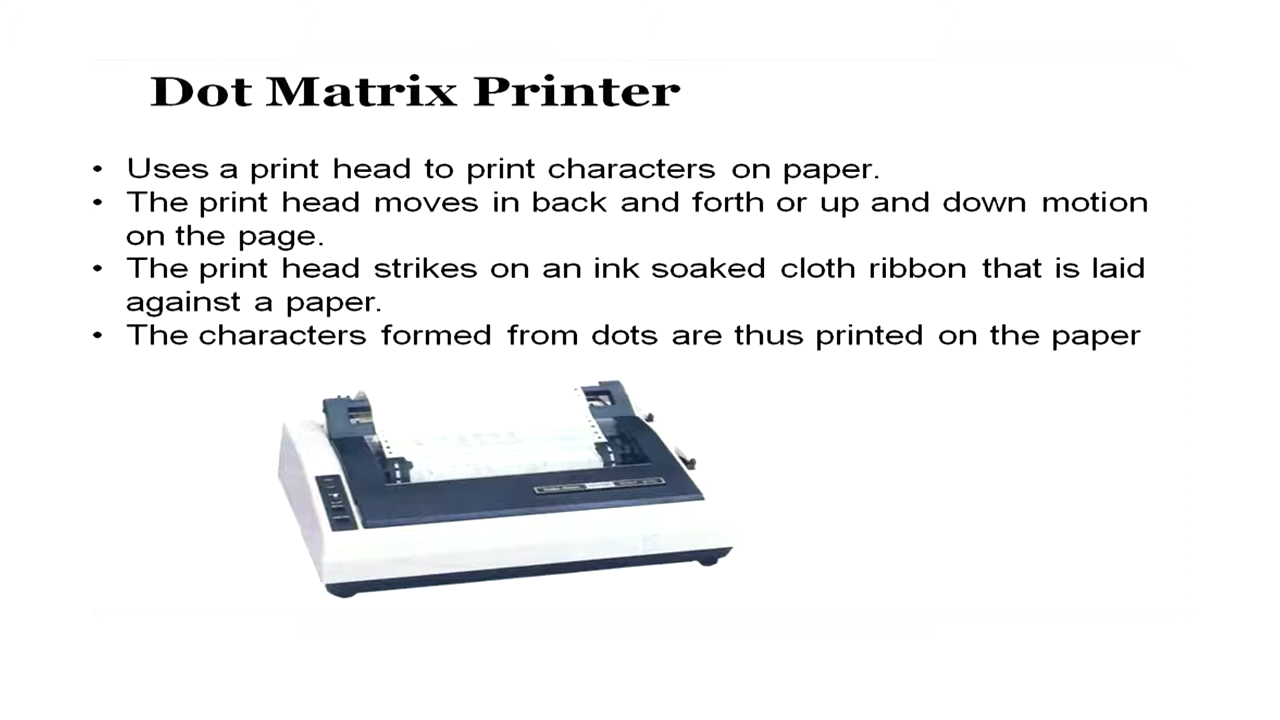 Dot Matrix Printer
• Uses a print head to print characters on paper.
• The print head moves in back and forth or up and down motion
on the page.
• The print head strikes on an ink soaked cloth ribbon that is laid
against a paper.
• The characters formed from dots are thus printed on the paper